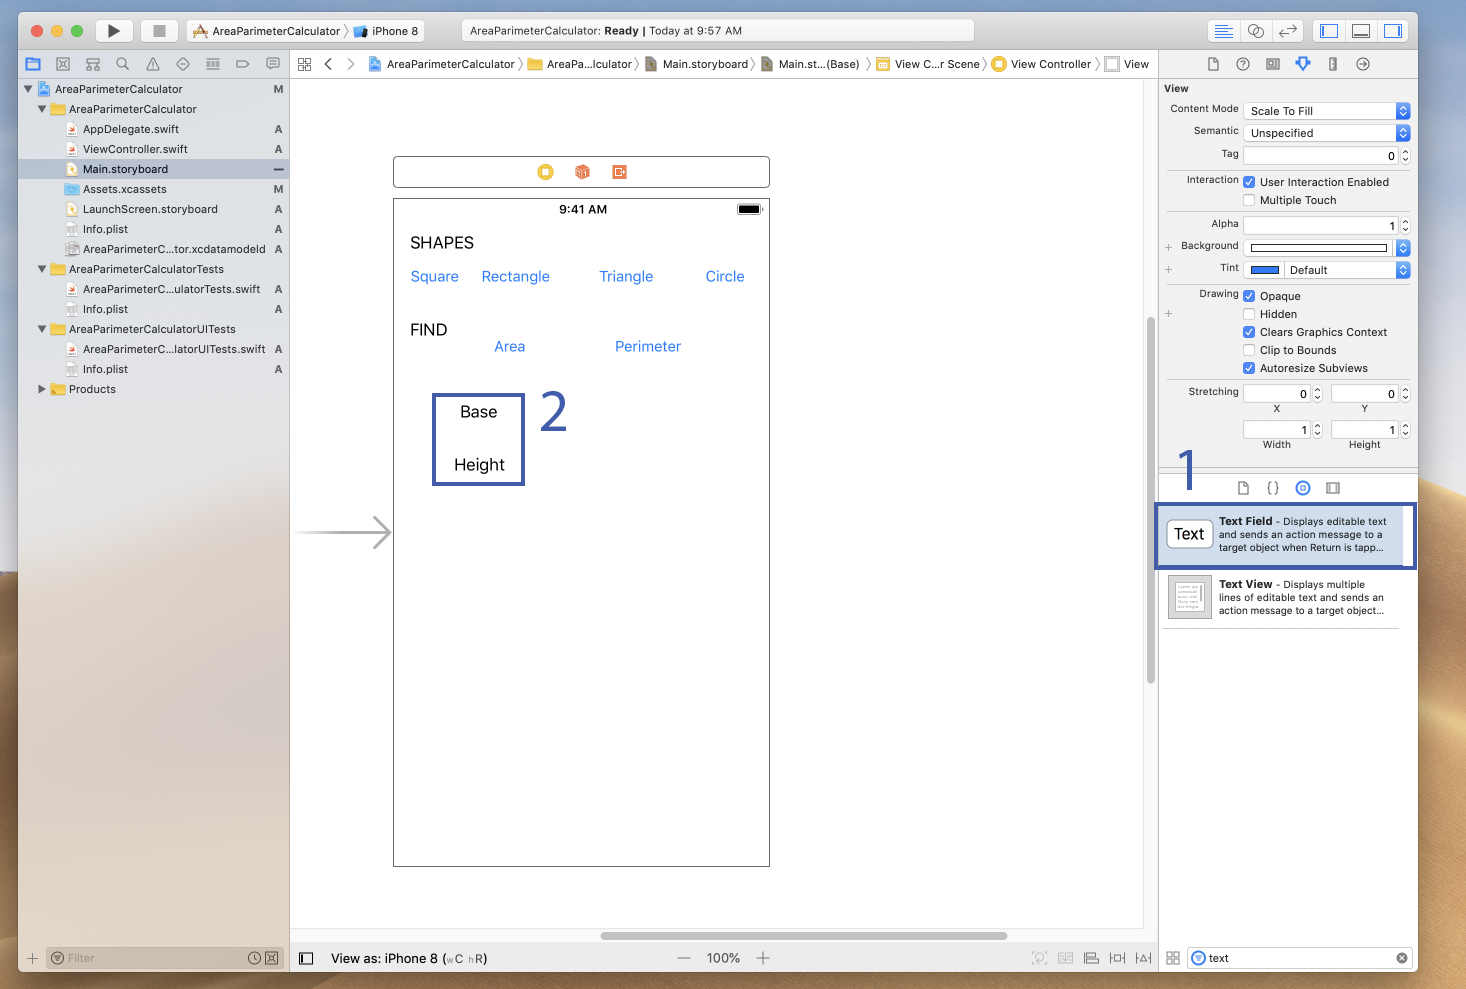 AreaParimeterCalculator
iPhone 8
AreaParimeterCalculator: Ready | Today at 9:57 AM
AreaParimeterCalculator
AreaPa...lculator
Main.storyboard
Main.st...(Base)
View C...r Scene
View Controller
View
AreaParimeterCalculator M
AreaParimeterCalculator
AppDelegate.swift A
ViewController.swift A
Main.storyboard
Assets.xcassets M
LaunchScreen.storyboard A
Info.plist A
AreaParimeterC...tor.xcdatamodeld A
AreaParimeterCalculatorTests
AreaParimeterC...ulatorTests.swift A
Info.plist A
AreaParimeterCalculatorUITests
AreaParimeterC...latorUITests.swift A
Info.plist A
Products
Filter
9:41 AM
SHAPES
Square Rectangle Triangle Circle
FIND
Area Perimeter
Base
Height
2
View as: iPhone 8 (wC hR)
100%
View
Content Mode Scale To Fill
Semantic Unspecified
Tag 0
Interaction User Interaction Enabled
Multiple Touch
Alpha 1
Background
Tint Default
Drawing Opaque
Hidden
Clears Graphics Context
Clip to Bounds
Autoresize Subviews
Stretching 0 0
X Y
1 1
Width Height
1
{}
Text
Text Field - Displays editable text
and sends an action message to a
target object when Return is tapp...
Text View - Displays multiple
lines of editable text and sends an
action message to a target object...
text